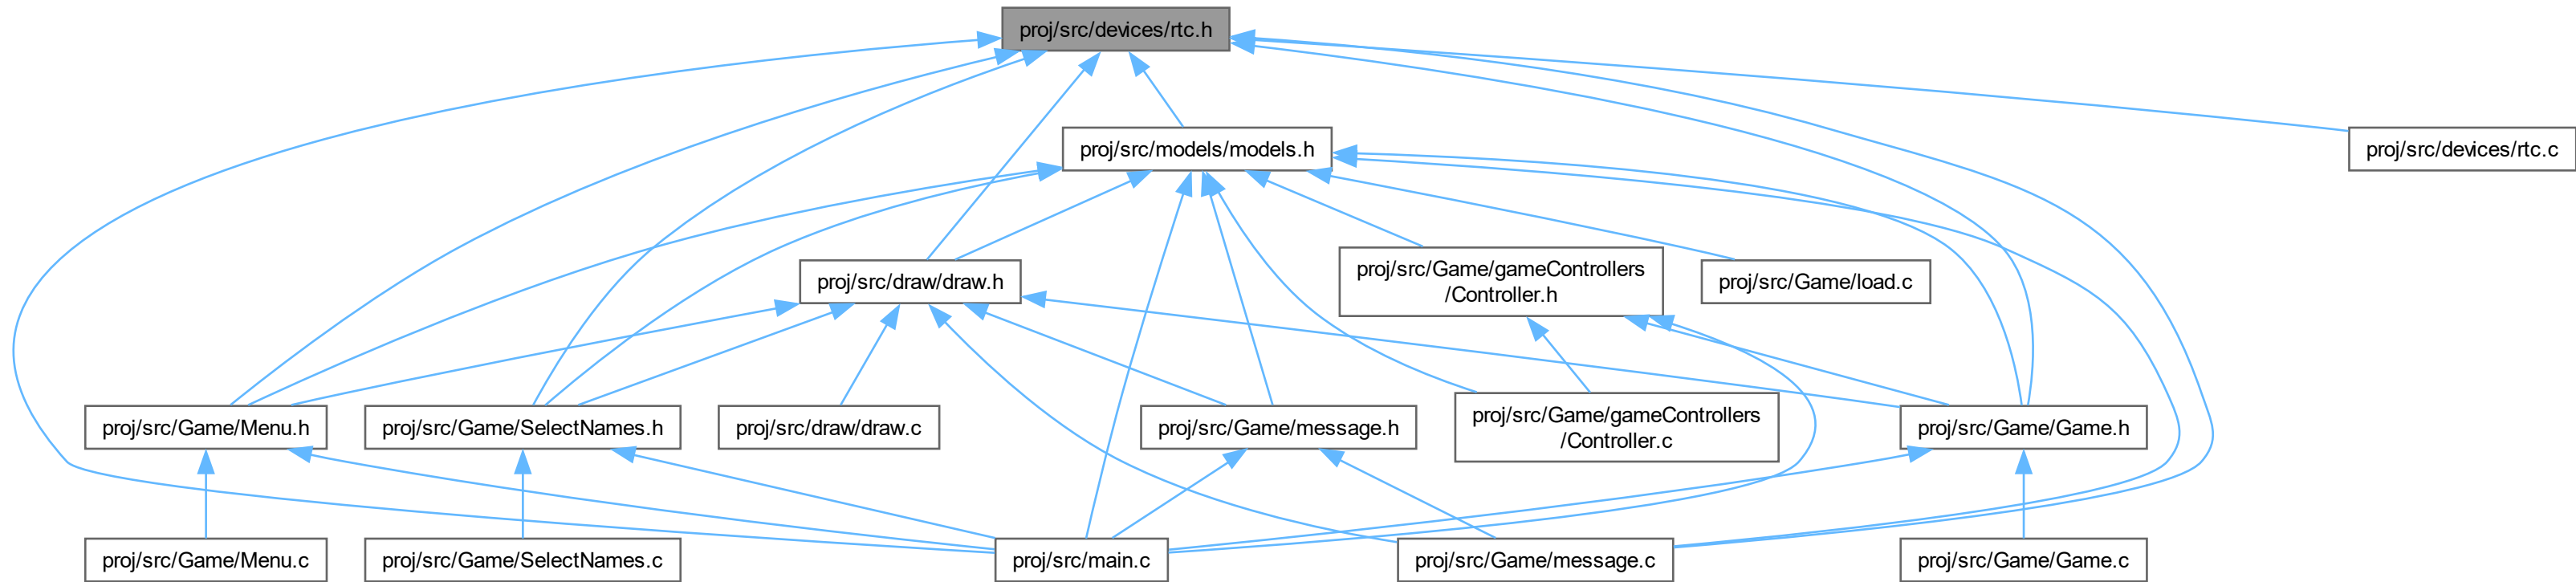 proj/src/devices/rtc.h
proj/src/models/models.h
proj/src/devices/rtc.c
proj/src/draw/draw.h
proj/src/Game/gameControllers
/Controller.h
proj/src/Game/load.c
proj/src/Game/Menu.h
proj/src/Game/SelectNames.h
proj/src/draw/draw.c
proj/src/Game/message.h
proj/src/Game/gameControllers
/Controller.c
proj/src/Game/Game.h
proj/src/Game/Menu.c
proj/src/Game/SelectNames.c
proj/src/main.c
proj/src/Game/message.c
proj/src/Game/Game.c